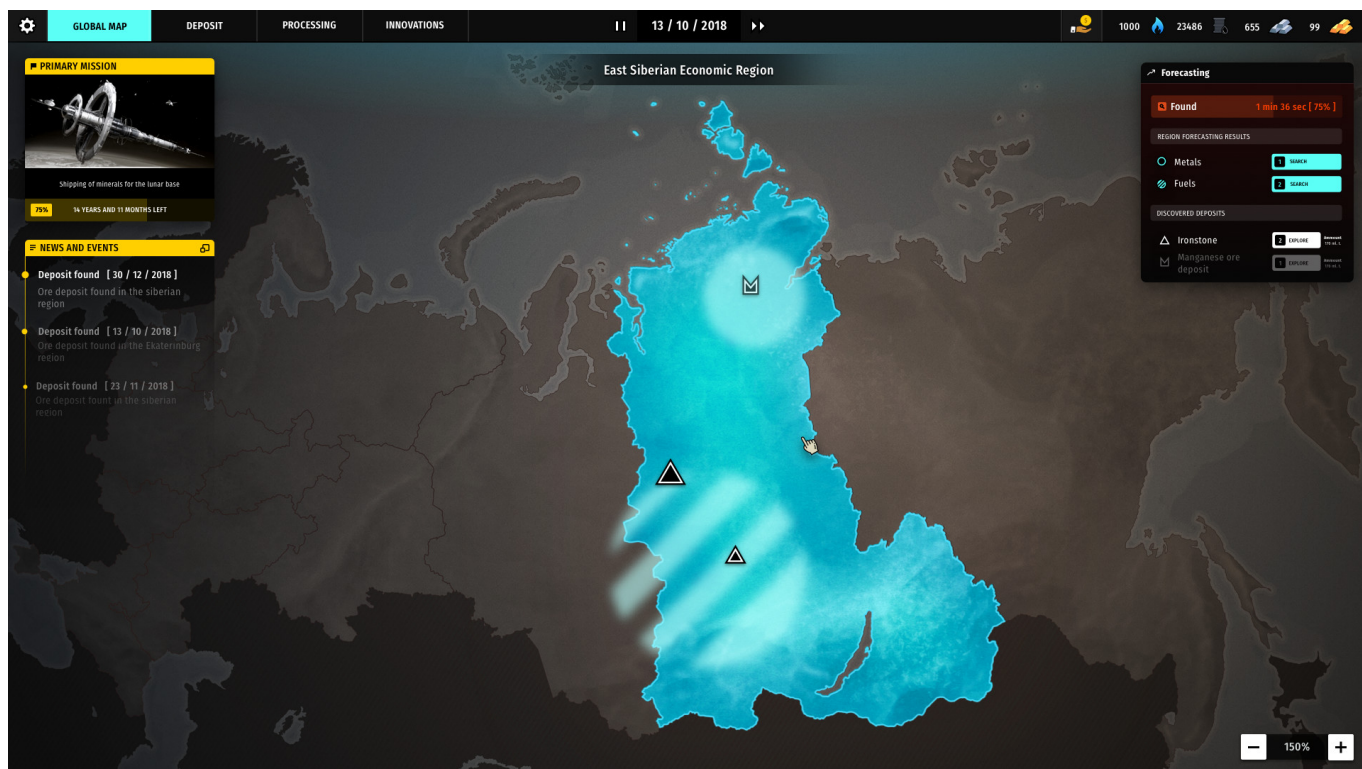 GLOBAL MAP
DEPOSIT
PROCESSING
INNOVATIONS
13 / 10 / 2018
1
1000
23486
655
99
PRIMARY MISSION
Shipping of minerals for the lunar base
75%
14 YEARS AND 11 MONTHS LEFT
NEWS AND EVENTS
Deposit found [ 30 / 12 / 2018 ]
Ore deposit found in the siberian
region
Deposit found [ 13 / 10 / 2018 ]
Ore deposit found in the Ekaterinburg
region
Deposit found [ 23 / 11 / 2018 ]
Ore deposit fount in the siberian
region
East Siberian Economic Region
Forecasting
Found
1 min 36 sec [ 75% ]
REGION FORECASTING RESULTS
Metals
1 SEARCH
Fuels
2 SEARCH
DISCOVERED DEPOSITS
Ironstone
2 EXPLORE
Manganese ore
deposit
1 EXPLORE
150%